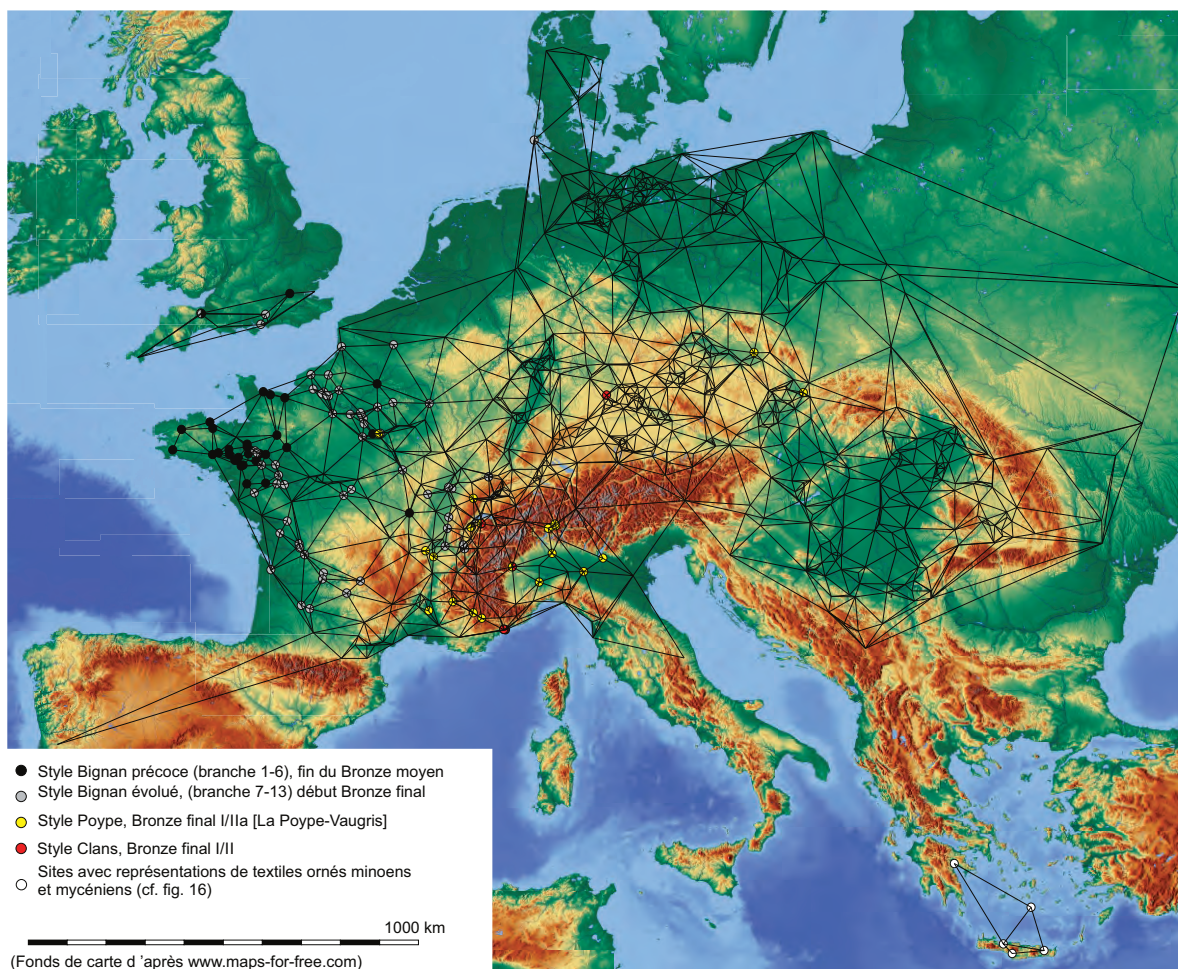 Style Bignan précoce (branche 1-6), fin du Bronze moyen
Style Bignan évolué, (branche 7-13) début Bronze final
Style Poype, Bronze final I/IIa [La Poype-Vaugris]
Style Clans, Bronze final I/II
Sites avec représentations de textiles ornés minoens
et mycéniens (cf. fig. 16)
1000 km
(Fonds de carte d 'après www.maps-for-free.com)